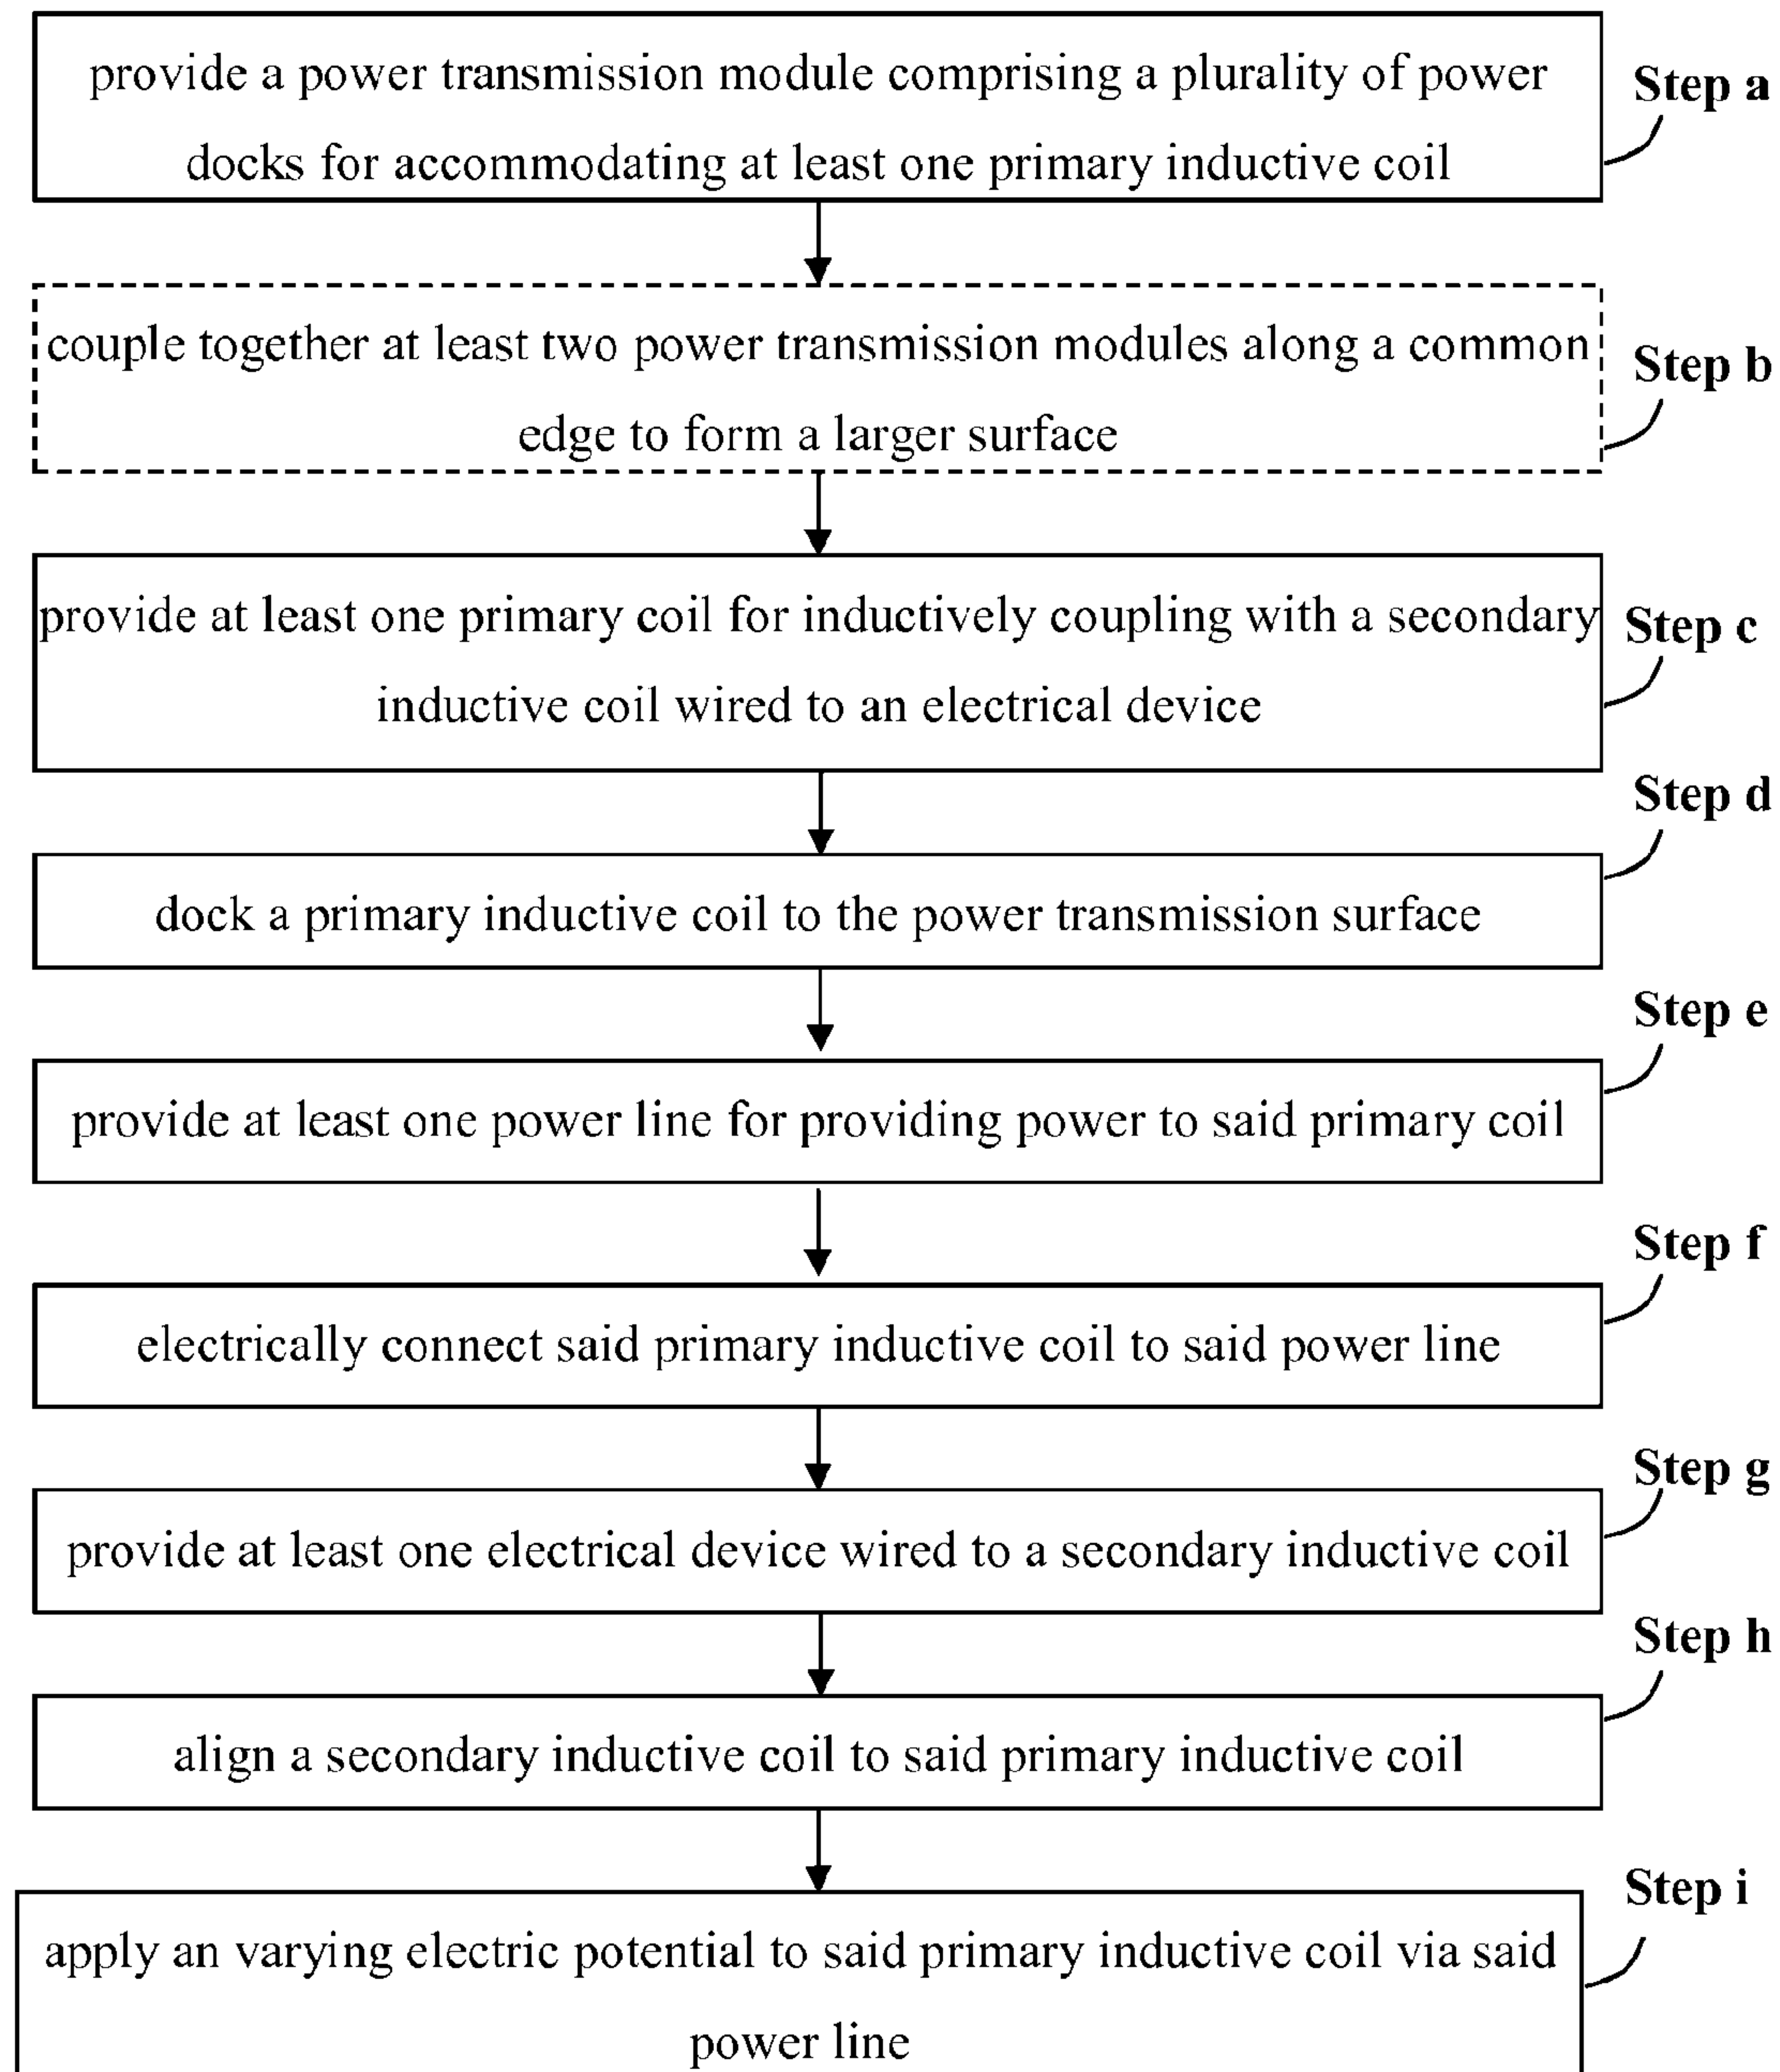 provide a power transmission module comprising a plurality of power
docks for accommodating at least one primary inductive coil
Step a
couple together at least two power transmission modules along a common
edge to form a larger surface
Step b
provide at least one primary coil for inductively coupling with a secondary
inductive coil wired to an electrical device
Step c
Step d
dock a primary inductive coil to the power transmission surface
Step e
provide at least one power line for providing power to said primary coil
Step f
electrically connect said primary inductive coil to said power line
Step g
provide at least one electrical device wired to a secondary inductive coil
Step h
align a secondary inductive coil to said primary inductive coil
Step i
apply an varying electric potential to said primary inductive coil via said
power line